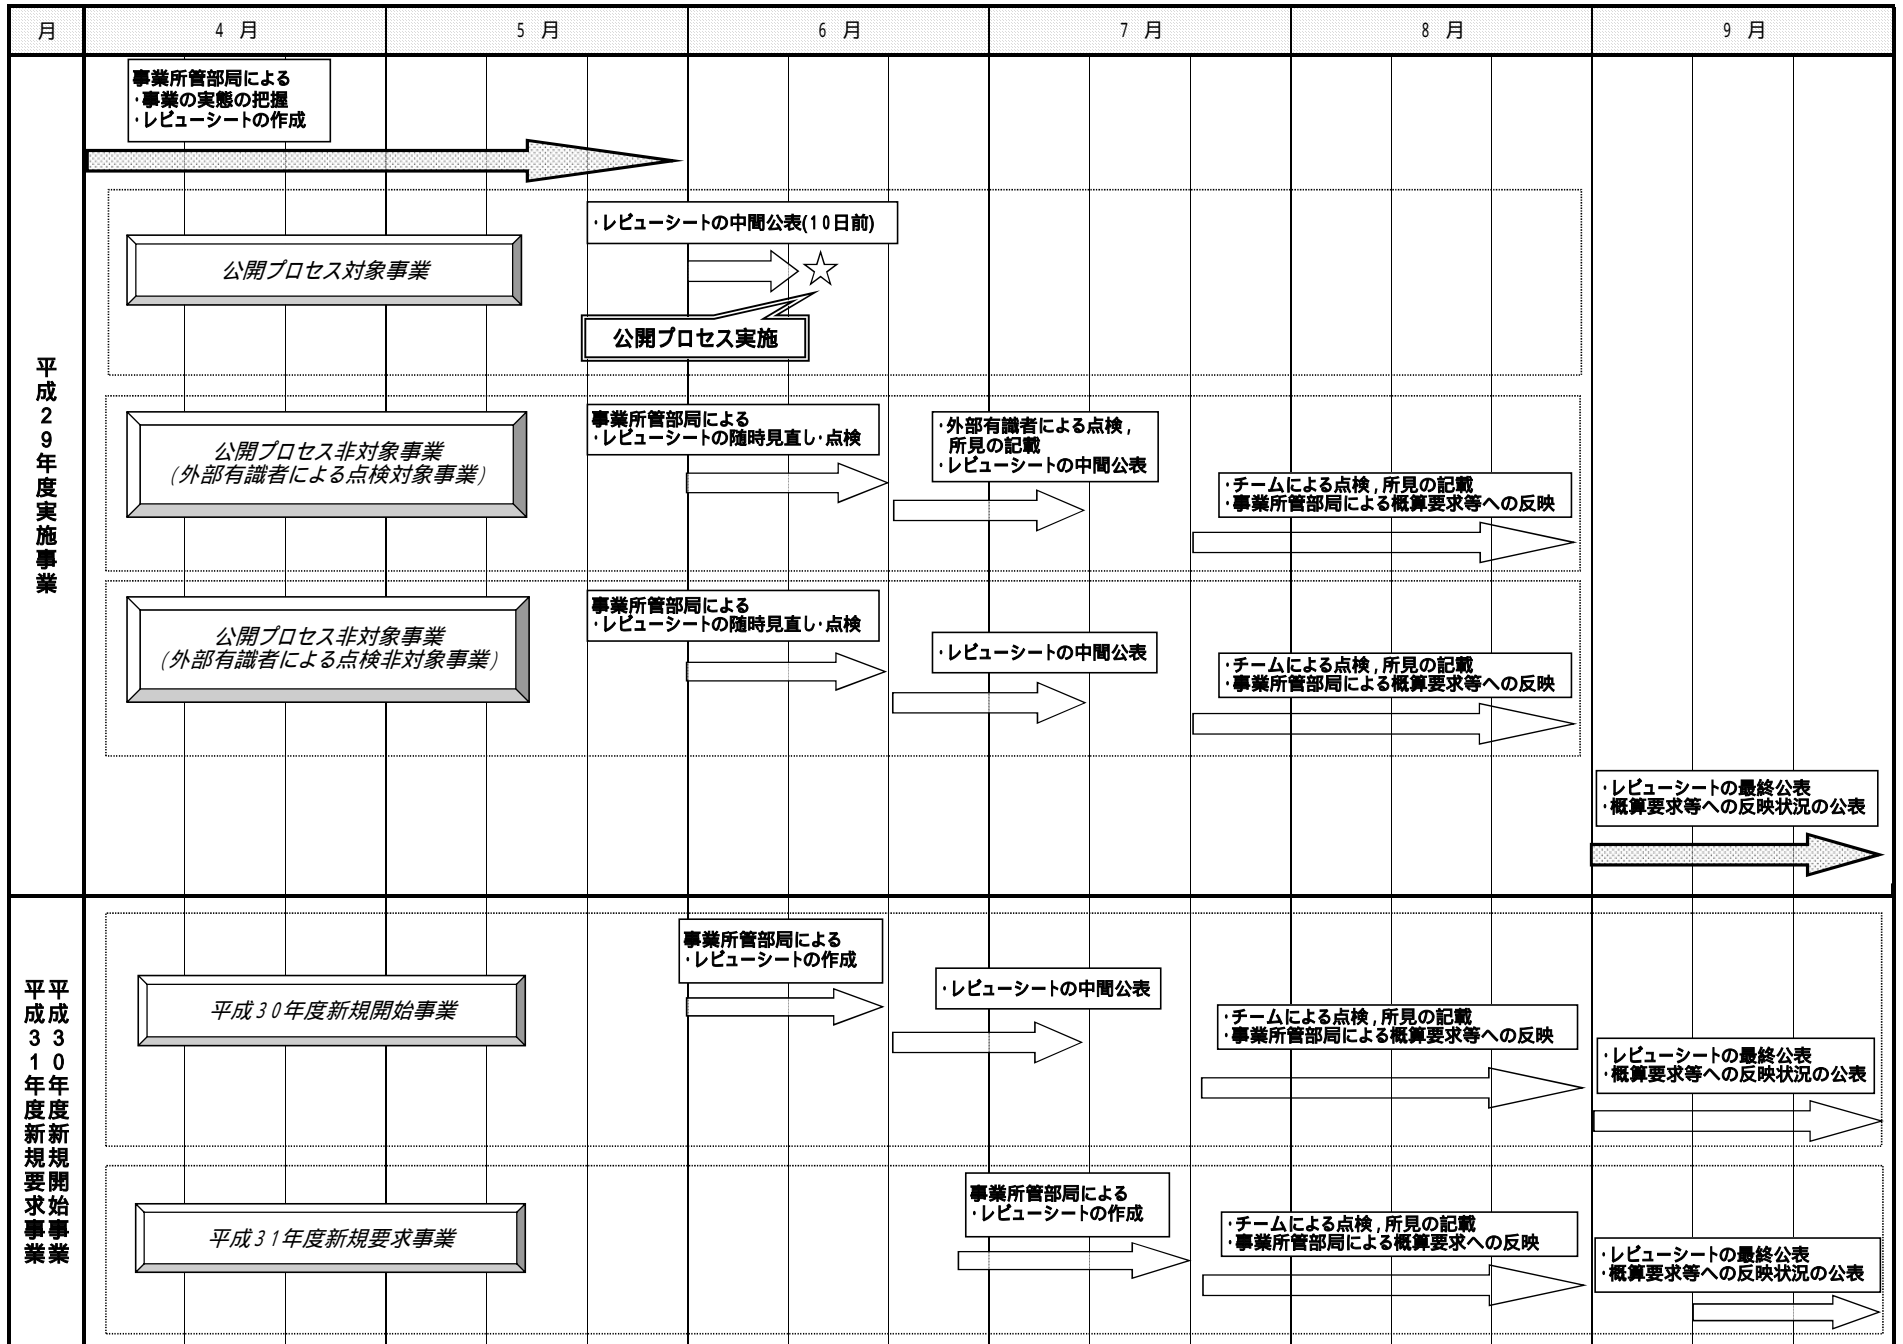 月
4 月
5 月
6 月
7 月
8 月
9 月
平成29年度実施事業
事業所管部局による
・事業の実態の把握
・レビューシートの作成
・レビューシートの中間公表(10日前)
公開プロセス対象事業
☆
公開プロセス実施
公開プロセス非対象事業
(外部有識者による点検対象事業)
事業所管部局による
・レビューシートの随時見直し・点検
・外部有識者による点検,
所見の記載
・レビューシートの中間公表
・チームによる点検,所見の記載
・事業所管部局による概算要求等への反映
公開プロセス非対象事業
(外部有識者による点検非対象事業)
事業所管部局による
・レビューシートの随時見直し・点検
・レビューシートの中間公表
・チームによる点検,所見の記載
・事業所管部局による概算要求等への反映
・レビューシートの最終公表
・概算要求等への反映状況の公表
平成30年度新規開始事業
平成31年度新規要求事業
平成30年度新規開始事業
事業所管部局による
・レビューシートの作成
・レビューシートの中間公表
・チームによる点検,所見の記載
・事業所管部局による概算要求等への反映
・レビューシートの最終公表
・概算要求等への反映状況の公表
平成31年度新規要求事業
事業所管部局による
・レビューシートの作成
・チームによる点検,所見の記載
・事業所管部局による概算要求への反映
・レビューシートの最終公表
・概算要求等への反映状況の公表